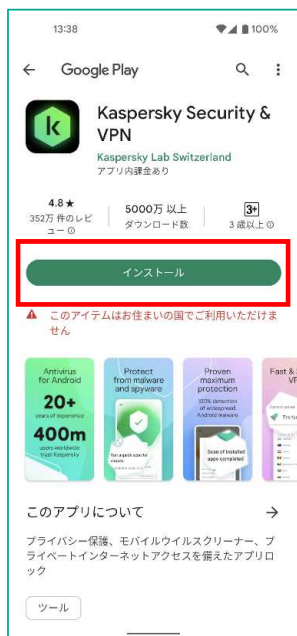 13:38
100%
Google Play
Kaspersky Security &
VPN
Kaspersky Lab Switzerland
アプリ内課金あり
4.8★
352万 件のレビ
ュー
5000万 以上
ダウンロード数
3+
3 歳以上
インストール
このアイテムはお住まいの国でご利用いただけま
せん
Antivirus
for Android
20+
years of experience
400m
users worldwide
trust Kaspersky
Protect
from malware
and spyware
Proven
maximum
protection
100% detection
of widespread
Android malware
Scan of installed
apps completed
Fast &
このアプリについて
プライバシー保護、モバイルウイルスクリーナー、プ
ライベートインターネットアクセスを備えたアプリロ
ック
ツール